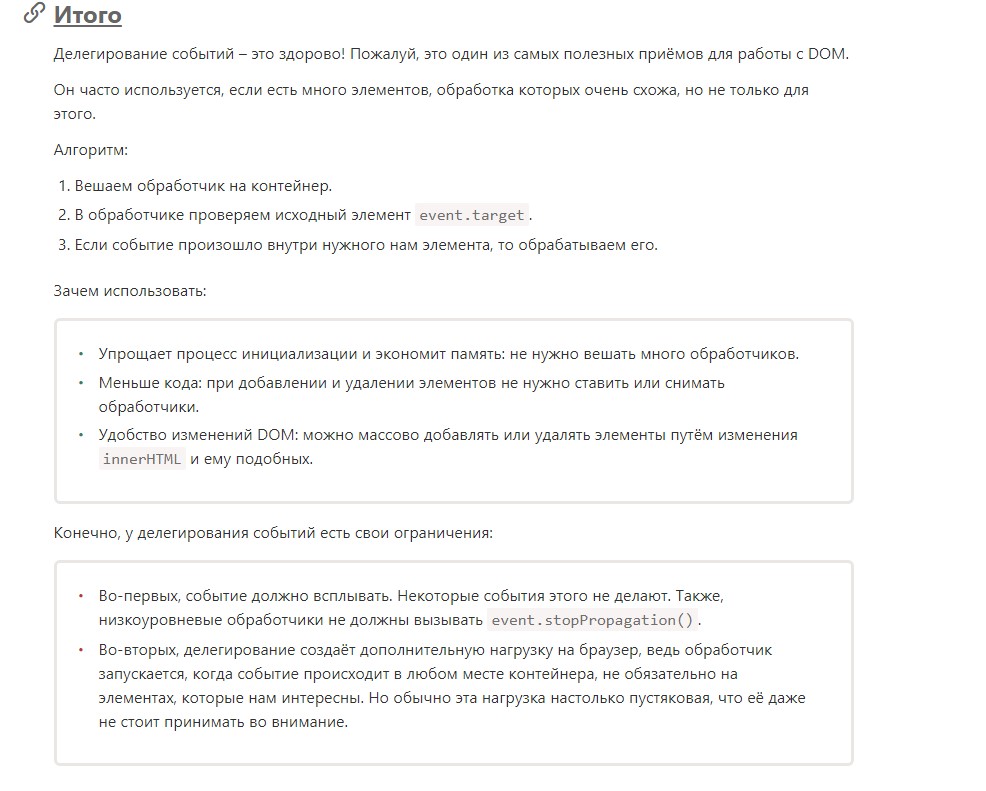 Итого
Делегирование событий – это здорово! Пожалуй, это один из самых полезных приёмов для работы с DOM.
Он часто используется, если есть много элементов, обработка которых очень схожа, но не только для
этого.
Алгоритм:
1. Вешаем обработчик на контейнер.
2. В обработчике проверяем исходный элемент event.target.
3. Если событие произошло внутри нужного нам элемента, то обрабатываем его.
Зачем использовать:
• Упрощает процесс инициализации и экономит память: не нужно вешать много обработчиков.
• Меньше кода: при добавлении и удалении элементов не нужно ставить или снимать
обработчики.
• Удобство изменений DOM: можно массово добавлять или удалять элементы путём изменения
innerHTML и ему подобных.
Конечно, у делегирования событий есть свои ограничения:
• Во-первых, событие должно всплывать. Некоторые события этого не делают. Также,
низкоуровневые обработчики не должны вызывать event.stopPropagation().
• Во-вторых, делегирование создаёт дополнительную нагрузку на браузер, ведь обработчик
запускается, когда событие происходит в любом месте контейнера, не обязательно на
элементах, которые нам интересны. Но обычно эта нагрузка настолько пустяковая, что её даже
не стоит принимать во внимание.